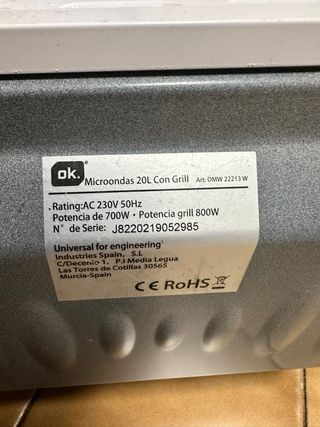 ok. Microondas 20L Con Grill Art: OMW 22213 W
Rating:AC 230V 50Hz
Potencia de 700W · Potencia grill 800W
N° de Serie: J8220219052985
Universal for engineering
Industries Spain, S.L
C/Decenio 1, P.I Media Legua
Las Torres de Cotillas 30565
Murcia-Spain
CE RoHS